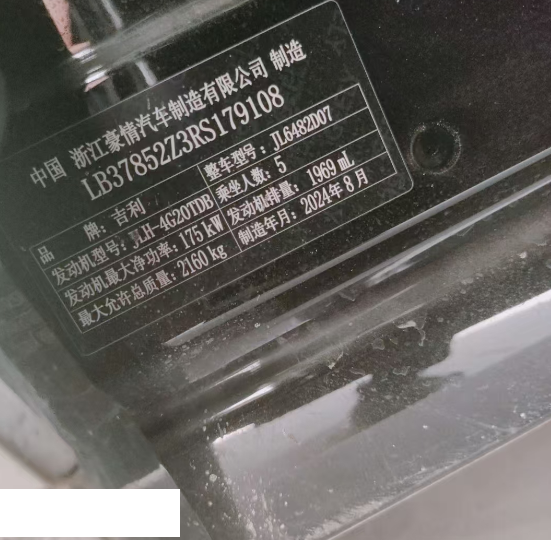 中国 浙江豪情汽车制造有限公司 制造
LB37852Z3RS179108
品 牌：吉利 整车型号：JL6482D07
发动机型号：JLH-4G20TDB 乘坐人数：5
发动机最大净功率：175 kW 发动机排量：1969 mL
最大允许总质量：2160 kg 制造年月：2024年8月